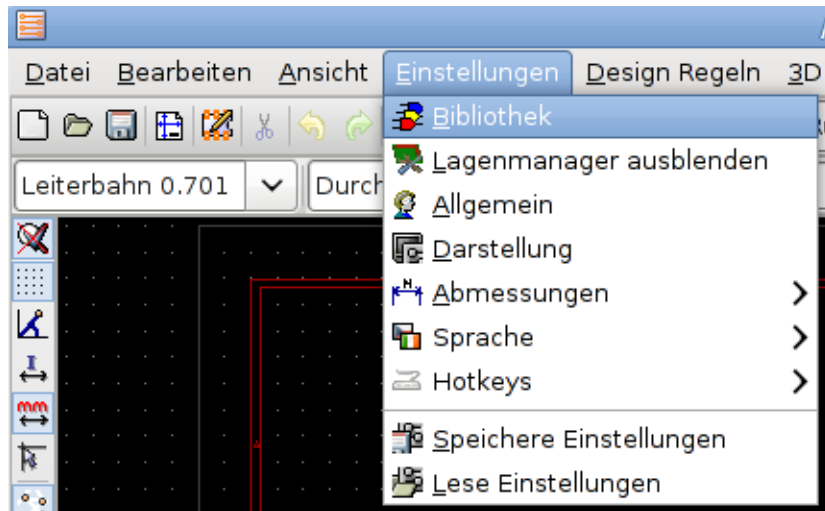 Datei Bearbeiten Ansicht Einstellungen Design Regeln 3D
Bibliothek
Lagenmanager ausblenden
Leiterbahn 0.701 Durch
Allgemein
Darstellung
Abmessungen
Sprache
Hotkeys
mm
Speichere Einstellungen
Lese Einstellungen